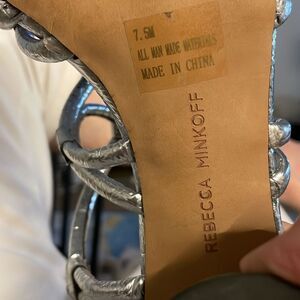 7.5M
ALL MAN MADE MATERIALS
MADE IN CHINA
REBECCA MINKOFF